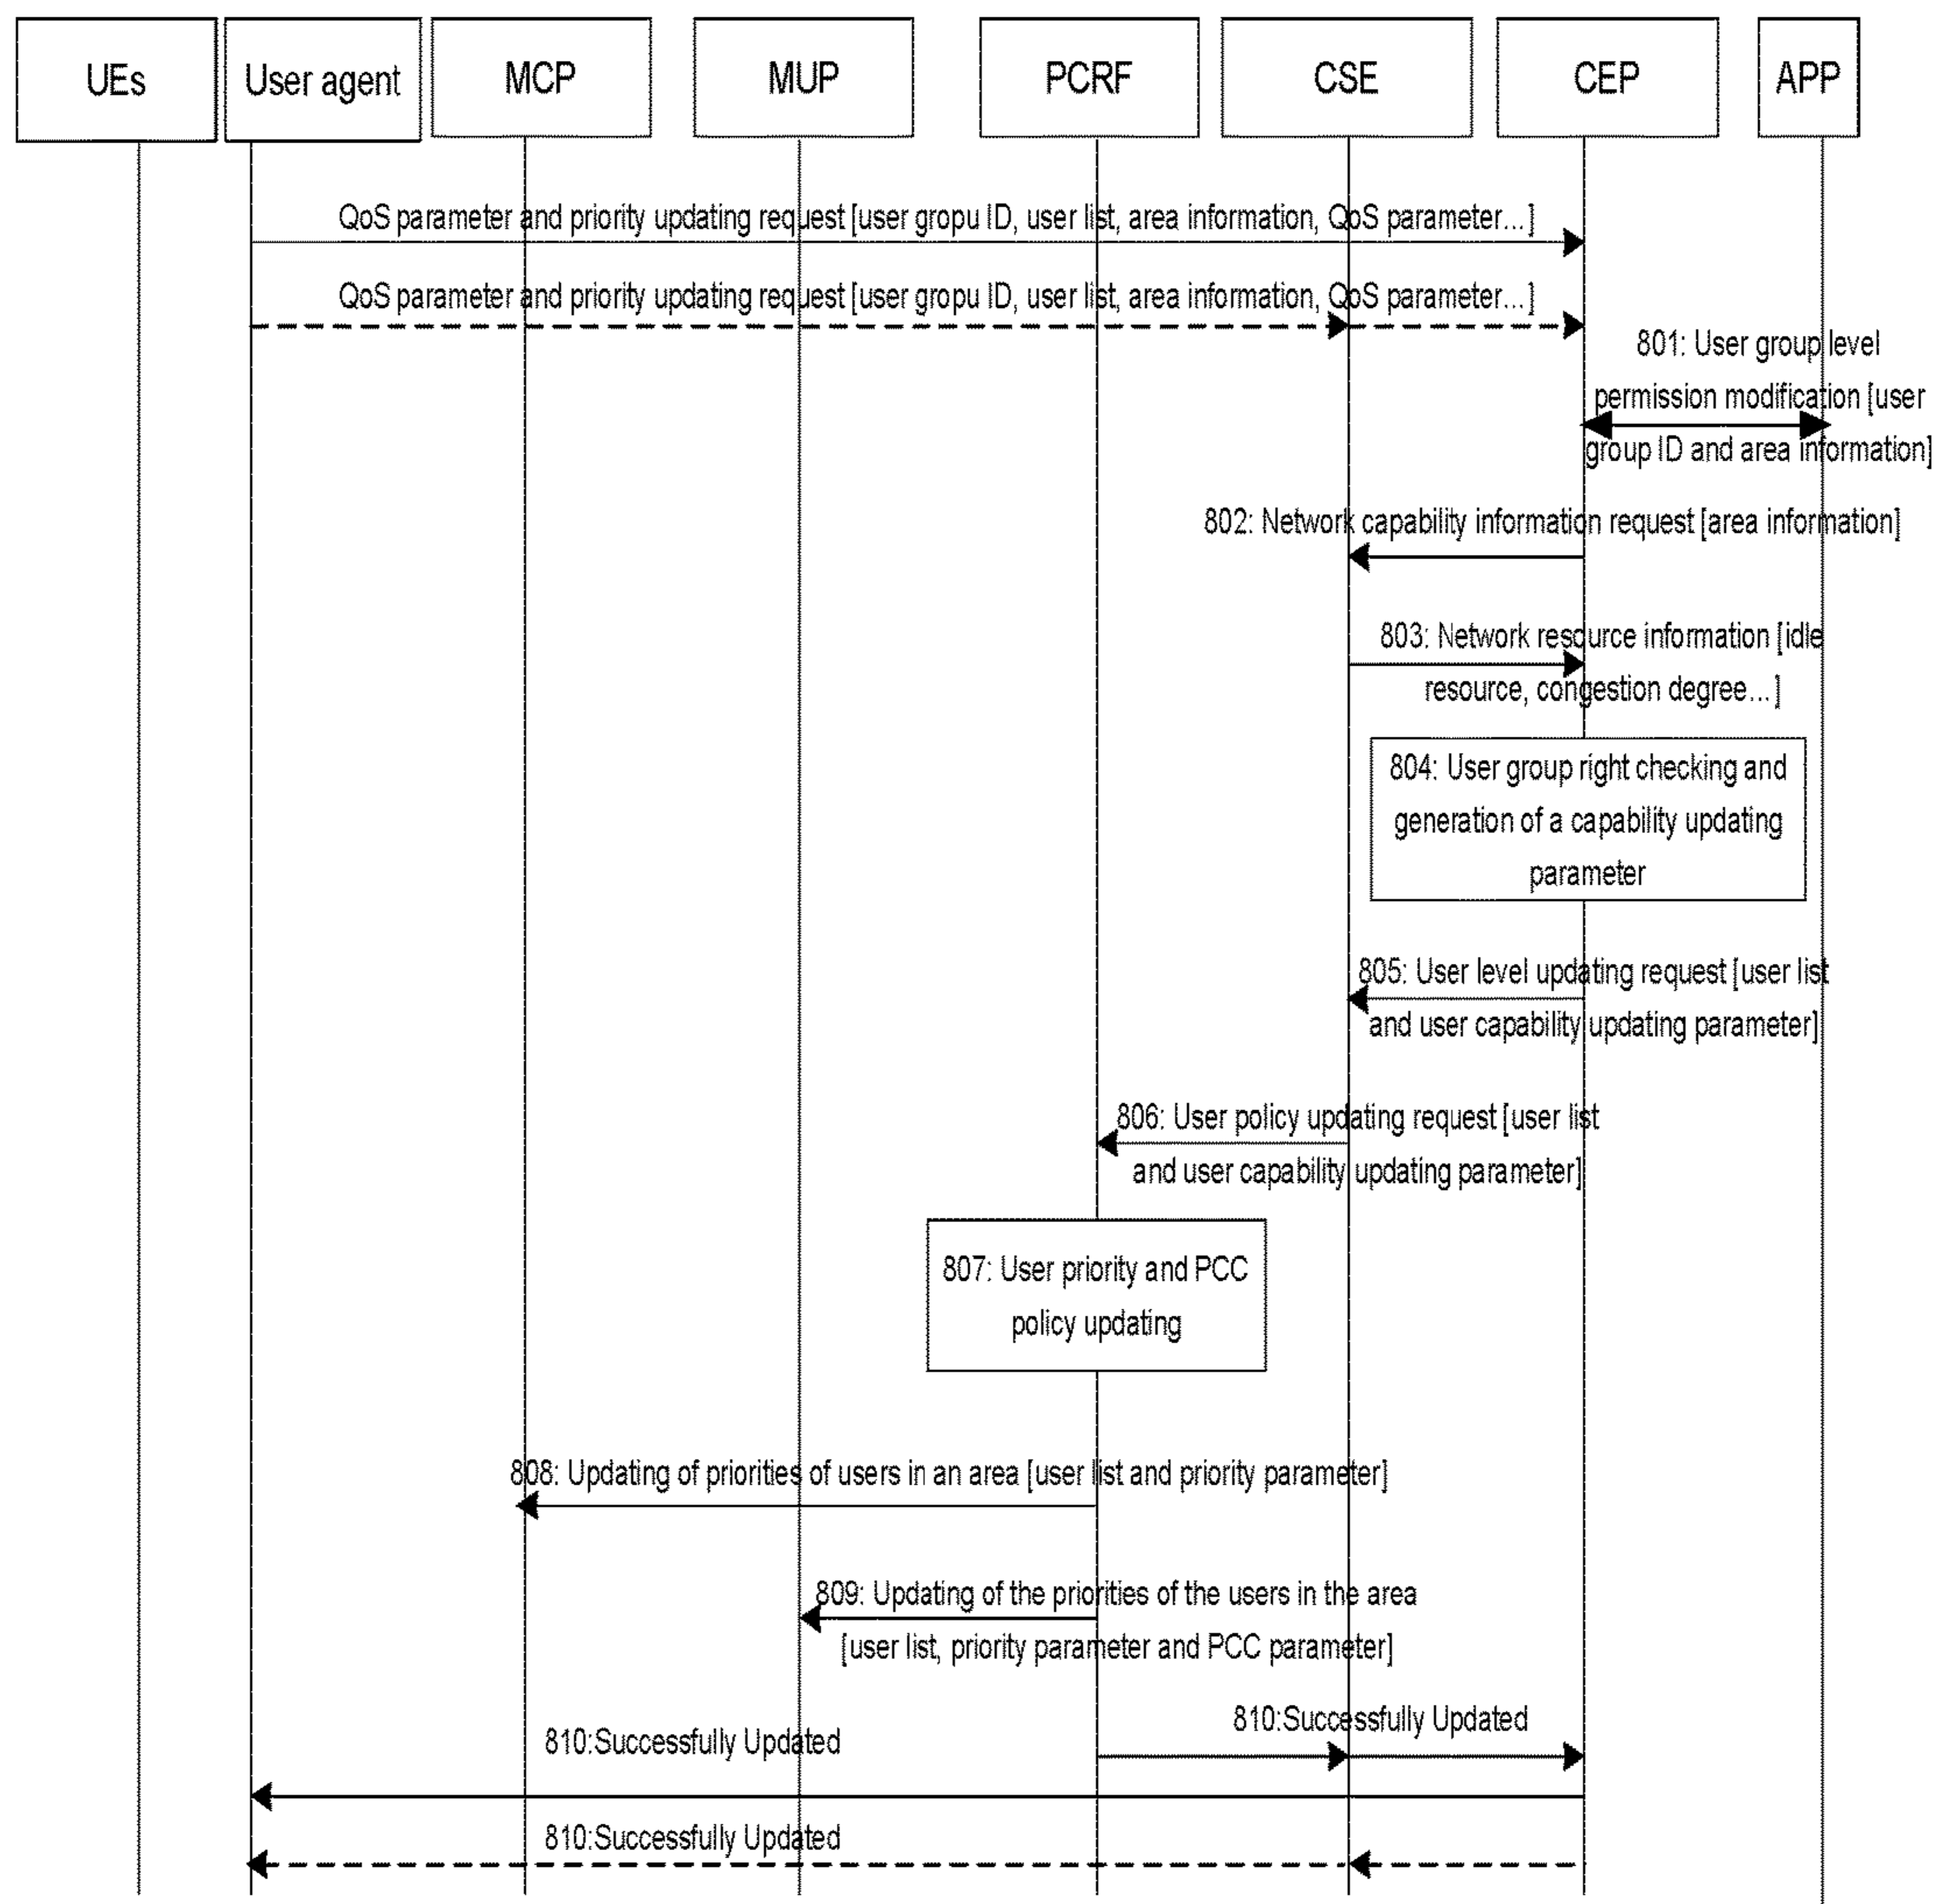 UEs
User agent
MCP
MUP
PCRF
CSE
CEP
APP
QoS parameter and priority updating request [user gropu ID, user list, area information, QoS parameter...]
QoS parameter and priority updating request [user gropu ID, user list, area information, QoS parameter...]
801: User group level
permission modification [user
group ID and area information]
802: Network capability information request [area information]
803: Network resource information [idle
resource, congestion degree...]
804: User group right checking and
generation of a capability updating
parameter
805: User level updating request [user list
and user capability updating parameter]
806: User policy updating request [user list
and user capability updating parameter]
807: User priority and PCC
policy updating
808: Updating of priorities of users in an area [user list and priority parameter]
809: Updating of the priorities of the users in the area
[user list, priority parameter and PCC parameter]
810:Successfully Updated
810:Successfully Updated
810:Successfully Updated